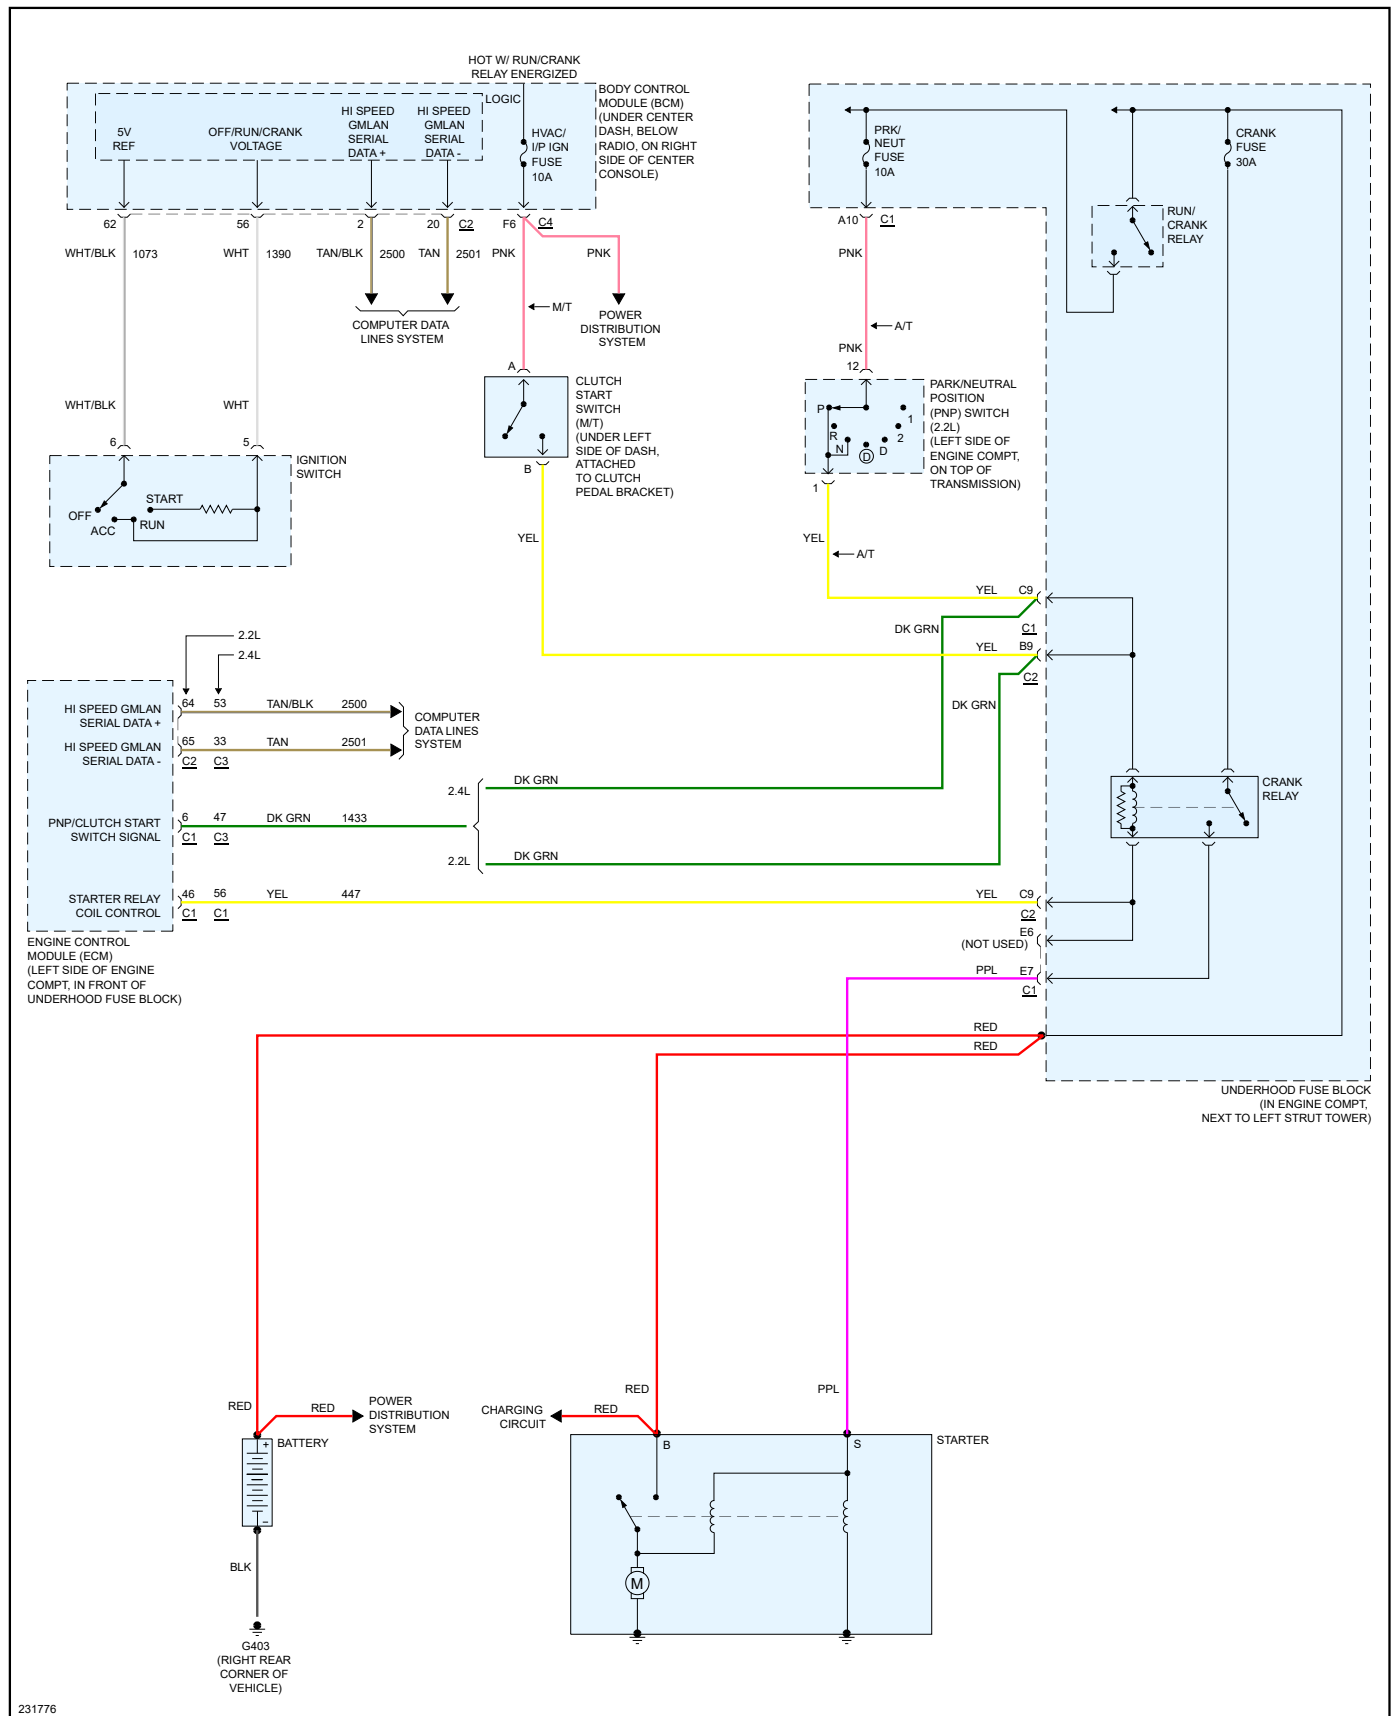 HOT W/ RUN/CRANK
RELAY ENERGIZED
LOGIC
5V
REF
OFF/RUN/CRANK
VOLTAGE
HI SPEED
GMLAN
SERIAL
DATA +
HI SPEED
GMLAN
SERIAL
DATA -
HVAC/
I/P IGN
FUSE
10A
BODY CONTROL
MODULE (BCM)
(UNDER CENTER
DASH, BELOW
RADIO, ON RIGHT
SIDE OF CENTER
CONSOLE)
PRK/
NEUT
FUSE
10A
CRANK
FUSE
30A
RUN/
CRANK
RELAY
62
56
2
20
C2
F6
C4
A10
C1
WHT/BLK
1073
WHT
1390
TAN/BLK
2500
TAN
2501
PNK
PNK
PNK
M/T
COMPUTER DATA
LINES SYSTEM
POWER
DISTRIBUTION
SYSTEM
A/T
PNK
12
A
CLUTCH
START
SWITCH
(M/T)
(UNDER LEFT
SIDE OF DASH,
ATTACHED
TO CLUTCH
PEDAL BRACKET)
B
PARK/NEUTRAL
POSITION
(PNP) SWITCH
(2.2L)
(LEFT SIDE OF
ENGINE COMPT,
ON TOP OF
TRANSMISSION)
P
R
N
D
D
2
1
1
WHT/BLK
WHT
6
5
IGNITION
SWITCH
OFF
ACC
START
RUN
YEL
YEL
A/T
YEL
C9
DK GRN
C1
YEL
B9
C2
DK GRN
2.2L
2.4L
HI SPEED GMLAN
SERIAL DATA +
64
53
TAN/BLK
2500
HI SPEED GMLAN
SERIAL DATA -
65
33
TAN
2501
C2
C3
COMPUTER
DATA LINES
SYSTEM
PNP/CLUTCH START
SWITCH SIGNAL
6
47
DK GRN
1433
C1
C3
2.4L
DK GRN
2.2L
DK GRN
CRANK
RELAY
STARTER RELAY
COIL CONTROL
46
56
YEL
447
C1
C1
YEL
C9
C2
E6
(NOT USED)
PPL
E7
C1
ENGINE CONTROL
MODULE (ECM)
(LEFT SIDE OF ENGINE
COMPT, IN FRONT OF
UNDERHOOD FUSE BLOCK)
RED
RED
UNDERHOOD FUSE BLOCK
(IN ENGINE COMPT,
NEXT TO LEFT STRUT TOWER)
RED
RED
POWER
DISTRIBUTION
SYSTEM
+
BATTERY
–
BLK
G403
(RIGHT REAR
CORNER OF
VEHICLE)
CHARGING
CIRCUIT
RED
RED
PPL
B
S
STARTER
M
231776